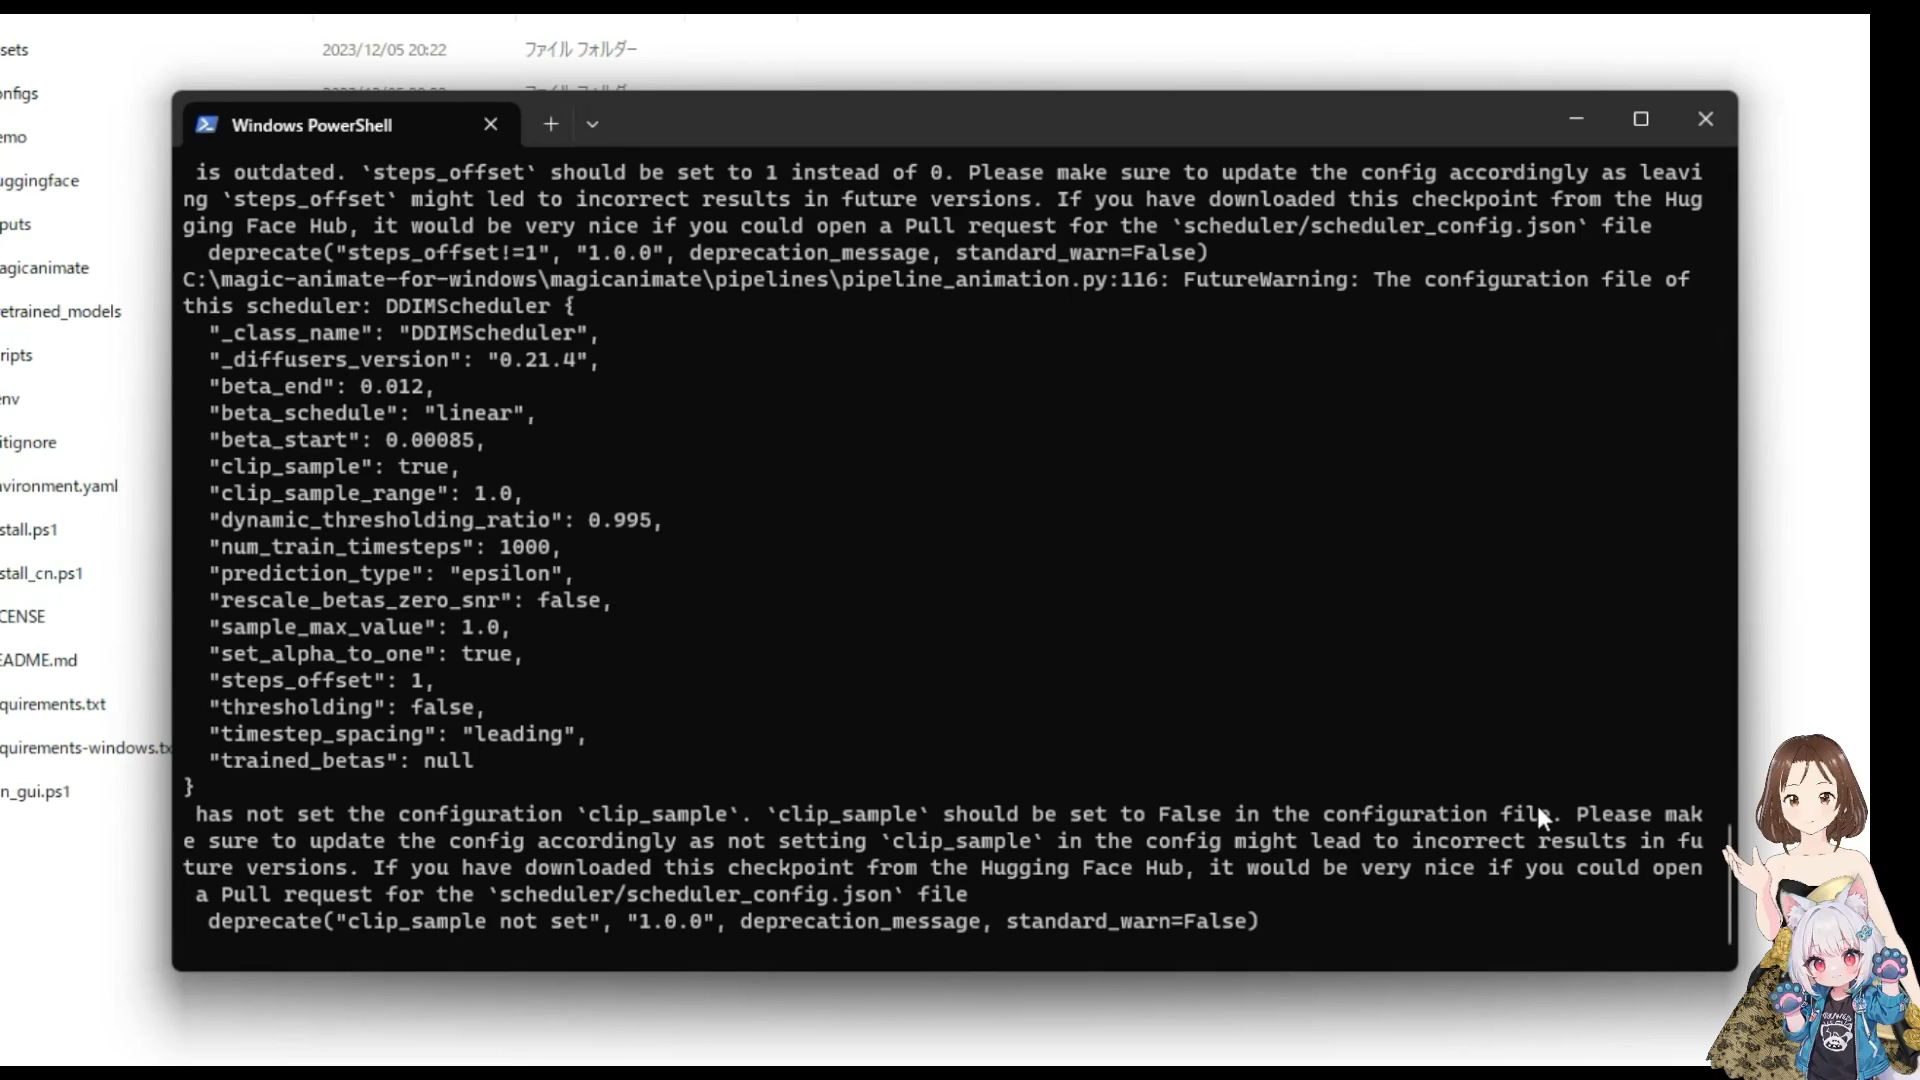 sets 2023/12/05 20:22 ファイル フォルダー
onfigs
emo
uggingface
puts
agicanimate
retrained_models
ripts
env
itignore
nvironment.yaml
stall.ps1
stall_cn.ps1
CENSE
EADME.md
quirements.txt
quirements-windows.tx
n_gui.ps1
Windows PowerShell
is outdated. `steps_offset` should be set to 1 instead of 0. Please make sure to update the config accordingly as leavi
ng `steps_offset` might led to incorrect results in future versions. If you have downloaded this checkpoint from the Hug
ging Face Hub, it would be very nice if you could open a Pull request for the `scheduler/scheduler_config.json` file
deprecate("steps_offset!=1", "1.0.0", deprecation_message, standard_warn=False)
C:\magic-animate-for-windows\magicanimate\pipelines\pipeline_animation.py:116: FutureWarning: The configuration file of
this scheduler: DDIMScheduler {
"_class_name": "DDIMScheduler",
"_diffusers_version": "0.21.4",
"beta_end": 0.012,
"beta_schedule": "linear",
"beta_start": 0.00085,
"clip_sample": true,
"clip_sample_range": 1.0,
"dynamic_thresholding_ratio": 0.995,
"num_train_timesteps": 1000,
"prediction_type": "epsilon",
"rescale_betas_zero_snr": false,
"sample_max_value": 1.0,
"set_alpha_to_one": true,
"steps_offset": 1,
"thresholding": false,
"timestep_spacing": "leading",
"trained_betas": null
}
has not set the configuration `clip_sample`. `clip_sample` should be set to False in the configuration file. Please mak
e sure to update the config accordingly as not setting `clip_sample` in the config might lead to incorrect results in fu
ture versions. If you have downloaded this checkpoint from the Hugging Face Hub, it would be very nice if you could open
a Pull request for the `scheduler/scheduler_config.json` file
deprecate("clip_sample not set", "1.0.0", deprecation_message, standard_warn=False)